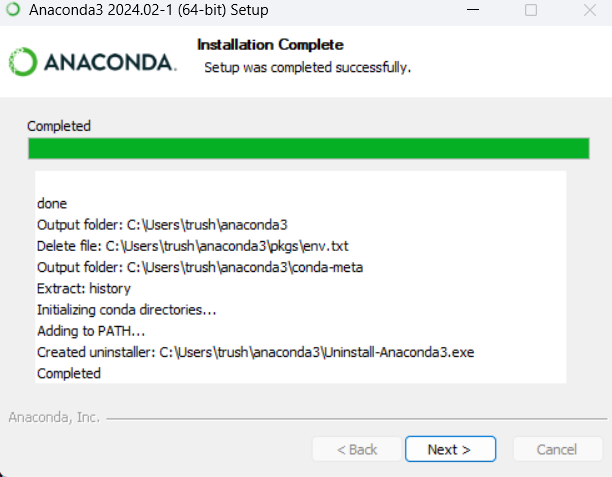 Anaconda3 2024.02-1 (64-bit) Setup
ANACONDA.
Installation Complete
Setup was completed successfully.
Completed
done
Output folder: C:\Users\trush\anaconda3
Delete file: C:\Users\trush\anaconda3\pkgs\env.txt
Output folder: C:\Users\trush\anaconda3\conda-meta
Extract: history
Initializing conda directories...
Adding to PATH...
Created uninstaller: C:\Users\trush\anaconda3\Uninstall-Anaconda3.exe
Completed
Anaconda, Inc.
< Back Next > Cancel